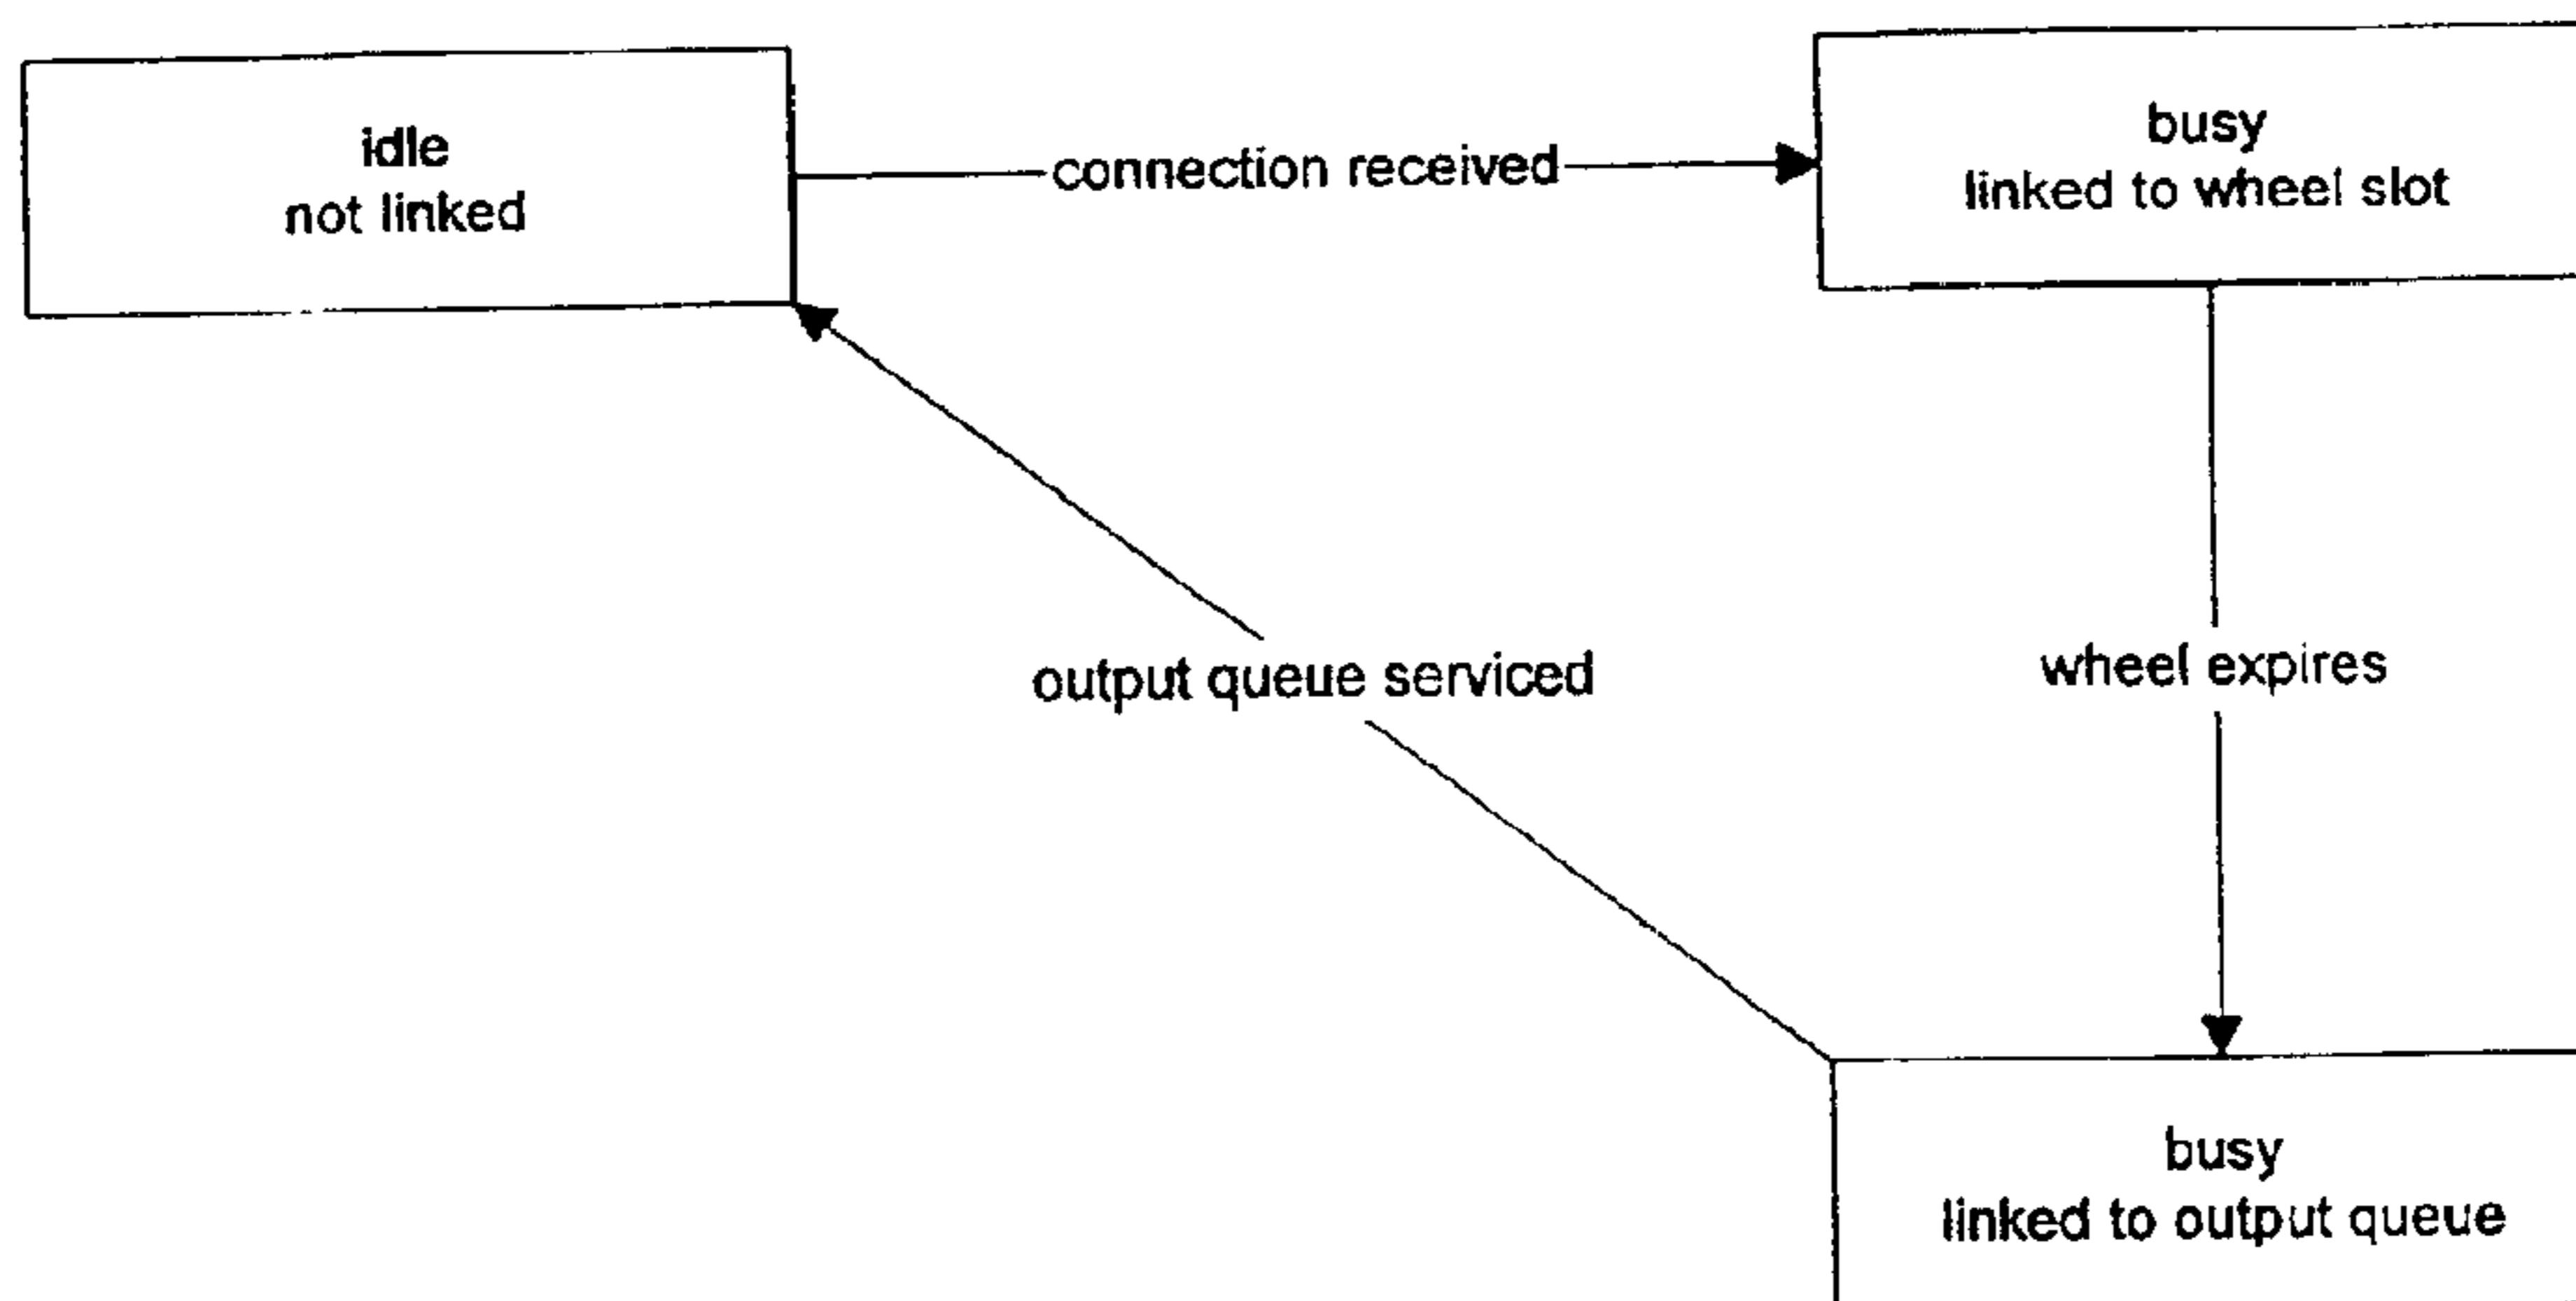 idle
not linked
connection received
busy
linked to wheel slot
output queue serviced
wheel expires
busy
linked to output queue